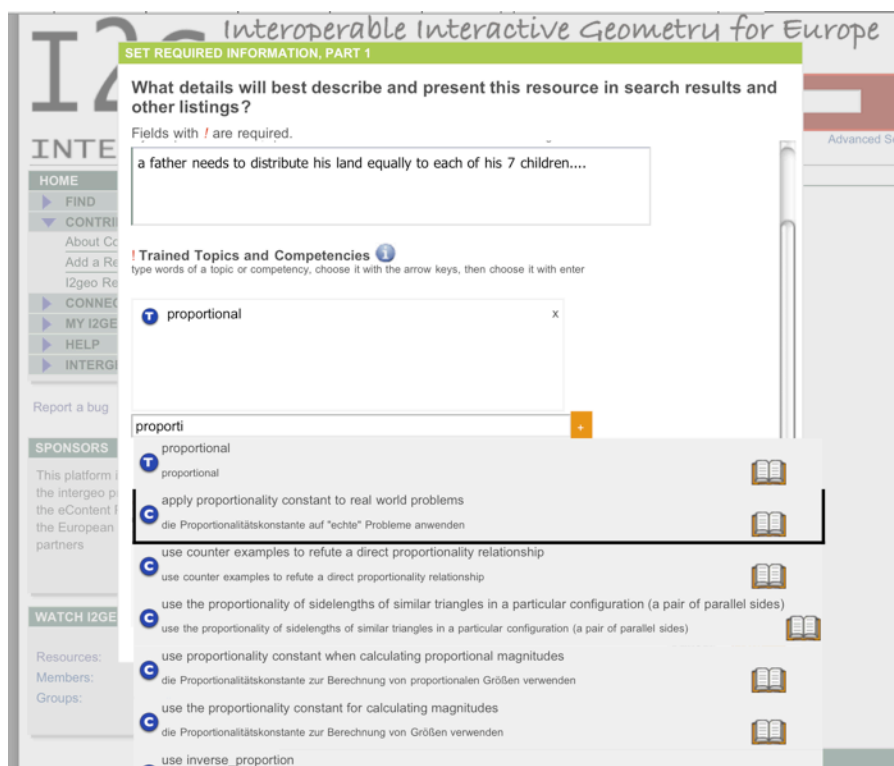 I2G Interoperable Interactive Geometry for Europe
SET REQUIRED INFORMATION, PART 1
What details will best describe and present this resource in search results and
other listings?
Fields with ! are required.
INTE
Advanced Se
a father needs to distribute his land equally to each of his 7 children....
HOME
FIND
CONTRI
About Co
Add a Re
I2geo Re
CONNEC
MY I2GE
HELP
INTERGE
! Trained Topics and Competencies i
type words of a topic or competency, choose it with the arrow keys, then choose it with enter
T proportional x
Report a bug
proporti +
SPONSORS
This platform i
the intergeo p
the eContent P
the European
partners
WATCH I2GE
Resources:
Members:
Groups:
T proportional
proportional
C apply proportionality constant to real world problems
die Proportionalitätskonstante auf "echte" Probleme anwenden
C use counter examples to refute a direct proportionality relationship
use counter examples to refute a direct proportionality relationship
C use the proportionality of sidelengths of similar triangles in a particular configuration (a pair of parallel sides)
use the proportionality of sidelengths of similar triangles in a particular configuration (a pair of parallel sides)
C use proportionality constant when calculating proportional magnitudes
die Proportionalitätskonstante zur Berechnung von proportionalen Größen verwenden
C use the proportionality constant for calculating magnitudes
die Proportionalitätskonstante zur Berechnung von Größen verwenden
use inverse_proportion